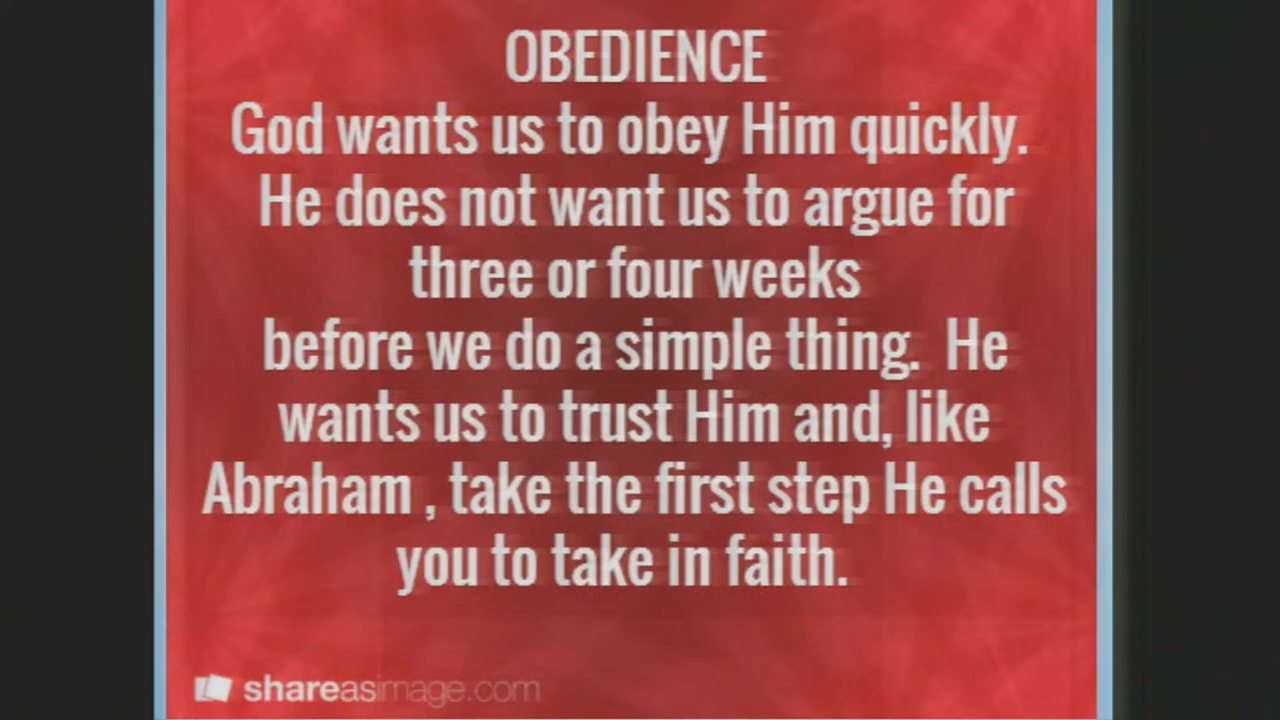 OBEDIENCE
God wants us to obey Him quickly.
He does not want us to argue for
three or four weeks
before we do a simple thing.  He
wants us to trust Him and, like
Abraham , take the first step He calls
you to take in faith.
shareasimage.com